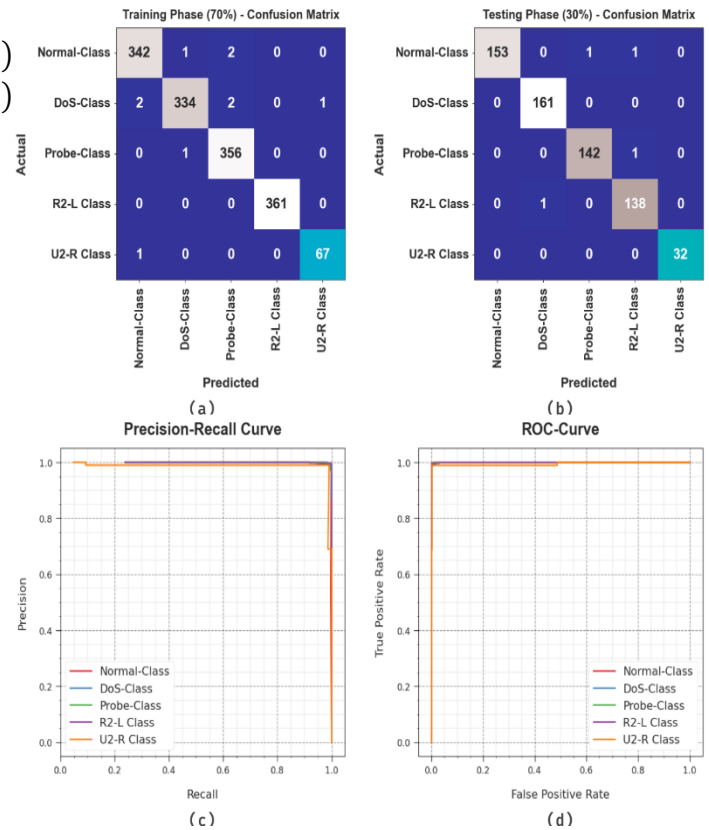 )
)
Training Phase (70%) - Confusion Matrix
Normal-Class 342 1 2 0 0
DoS-Class 2 334 2 0 1
Probe-Class 0 1 356 0 0
R2-L Class 0 0 0 361 0
U2-R Class 1 0 0 0 67
Actual
Normal-Class
DoS-Class
Probe-Class
R2-L Class
U2-R Class
Predicted
(a)
Testing Phase (30%) - Confusion Matrix
Normal-Class 153 0 1 1 0
DoS-Class 0 161 0 0 0
Probe-Class 0 0 142 1 0
R2-L Class 0 1 0 138 0
U2-R Class 0 0 0 0 32
Actual
Normal-Class
DoS-Class
Probe-Class
R2-L Class
U2-R Class
Predicted
(b)
Precision-Recall Curve
1.0
0.8
0.6
0.4
0.2
0.0
Precision
Normal-Class
DoS-Class
Probe-Class
R2-L Class
U2-R Class
0.0 0.2 0.4 0.6 0.8 1.0
Recall
(c)
ROC-Curve
1.0
0.8
0.6
0.4
0.2
0.0
True Positive Rate
Normal-Class
DoS-Class
Probe-Class
R2-L Class
U2-R Class
0.0 0.2 0.4 0.6 0.8 1.0
False Positive Rate
(d)